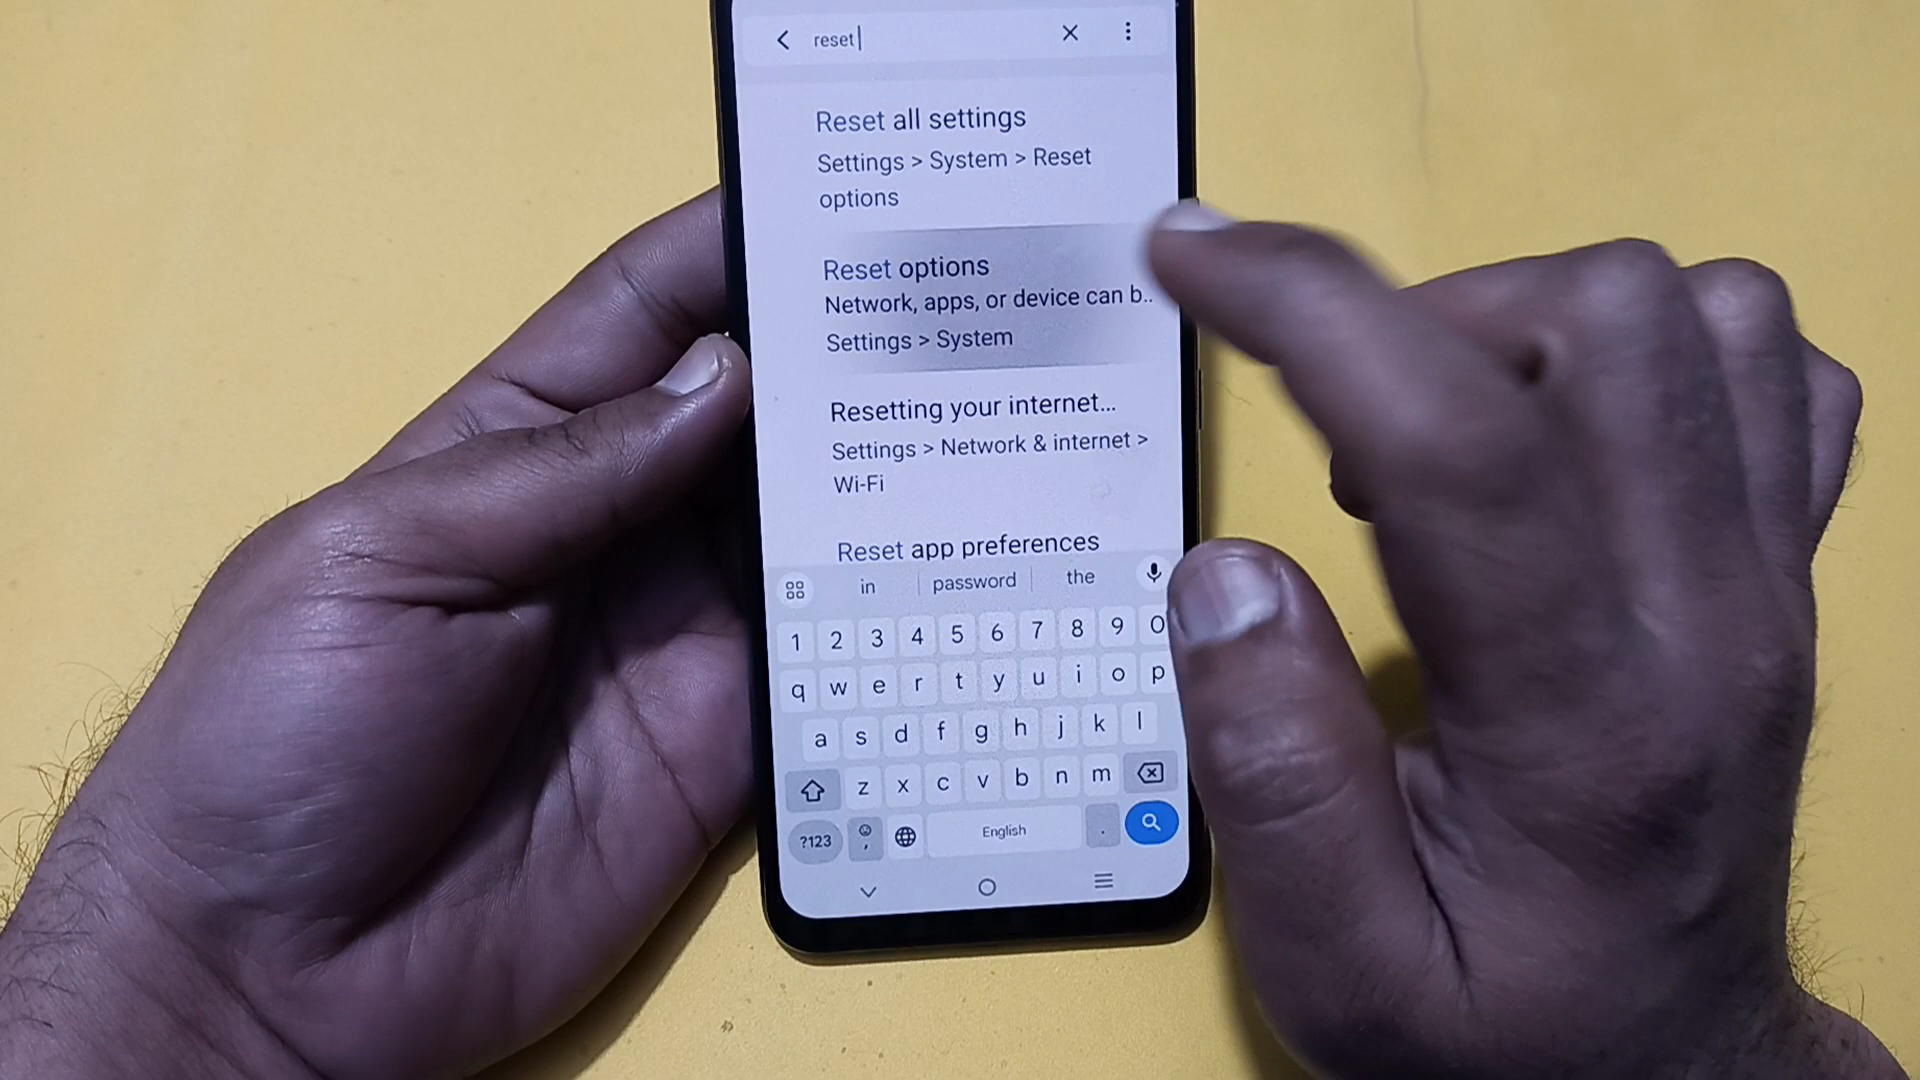 reset
Reset all settings
Settings > System > Reset
options
Reset options
Network, apps, or device can b..
Settings > System
Resetting your internet...
Settings > Network & internet >
Wi-Fi
Reset app preferences
in password the
1 2 3 4 5 6 7 8 9 0
q w e r t y u i o p
a s d f g h j k l
z x c v b n m
?123 , English .